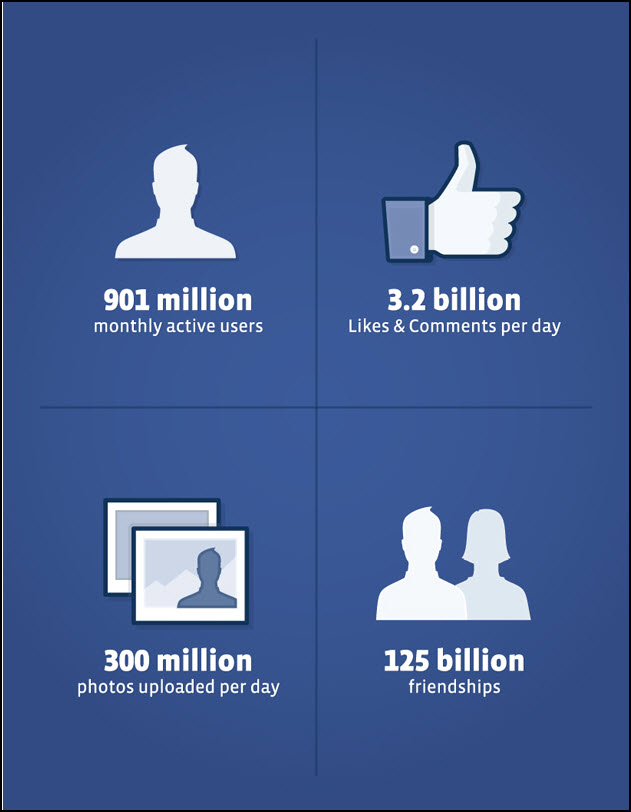 901 million
monthly active users
3.2 billion
Likes & Comments per day
300 million
photos uploaded per day
125 billion
friendships